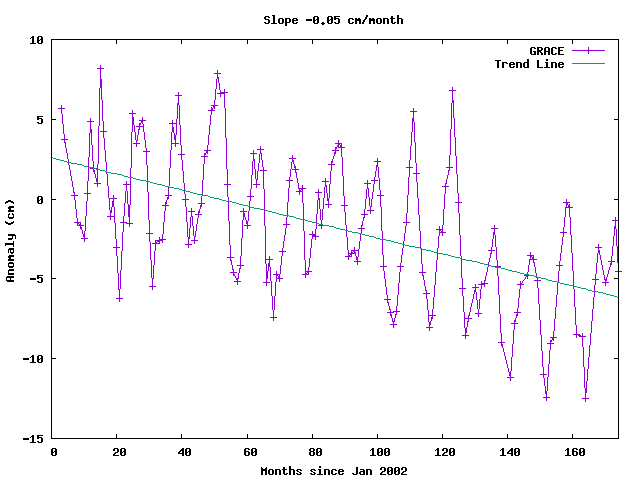 Slope -0.05 cm/month
GRACE
Trend Line
10
5
0
-5
-10
-15
Anomaly (cm)
0 20 40 60 80 100 120 140 160
Months since Jan 2002